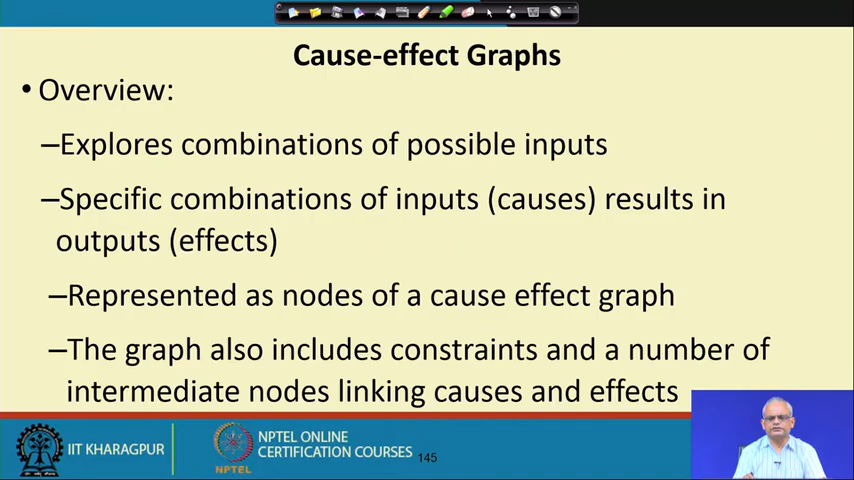 Cause-effect Graphs
• Overview:
–Explores combinations of possible inputs
–Specific combinations of inputs (causes) results in
outputs (effects)
–Represented as nodes of a cause effect graph
–The graph also includes constraints and a number of
intermediate nodes linking causes and effects
IIT KHARAGPUR
NPTEL
NPTEL ONLINE
CERTIFICATION COURSES
145